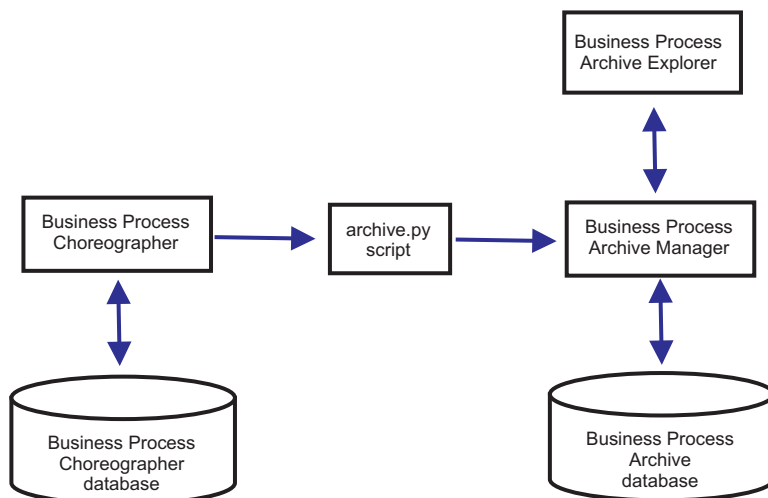 Business Process
Archive Explorer
Business Process
Choreographer
archive.py
script
Business Process
Archive Manager
Business Process
Choreographer
database
Business Process
Archive
database